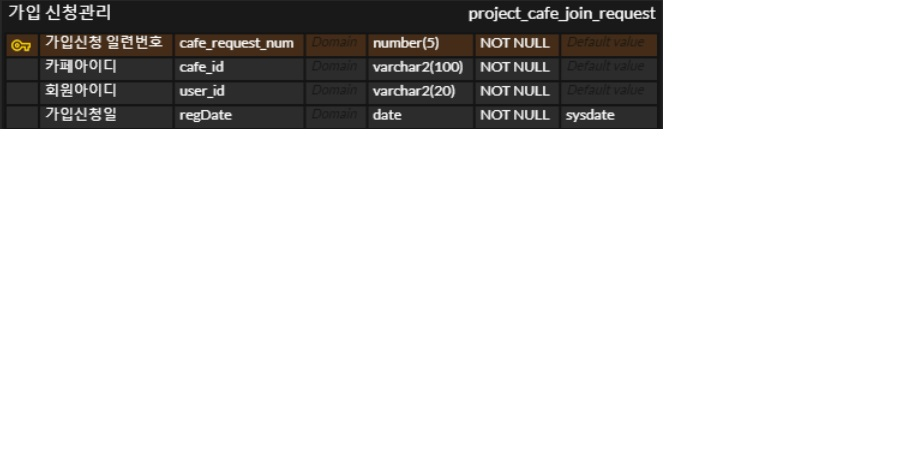 가입 신청관리 project_cafe_join_request
가입신청 일련번호 cafe_request_num Domain number(5) NOT NULL Default value
카페아이디 cafe_id Domain varchar2(100) NOT NULL Default value
회원아이디 user_id Domain varchar2(20) NOT NULL Default value
가입신청일 regDate Domain date NOT NULL sysdate